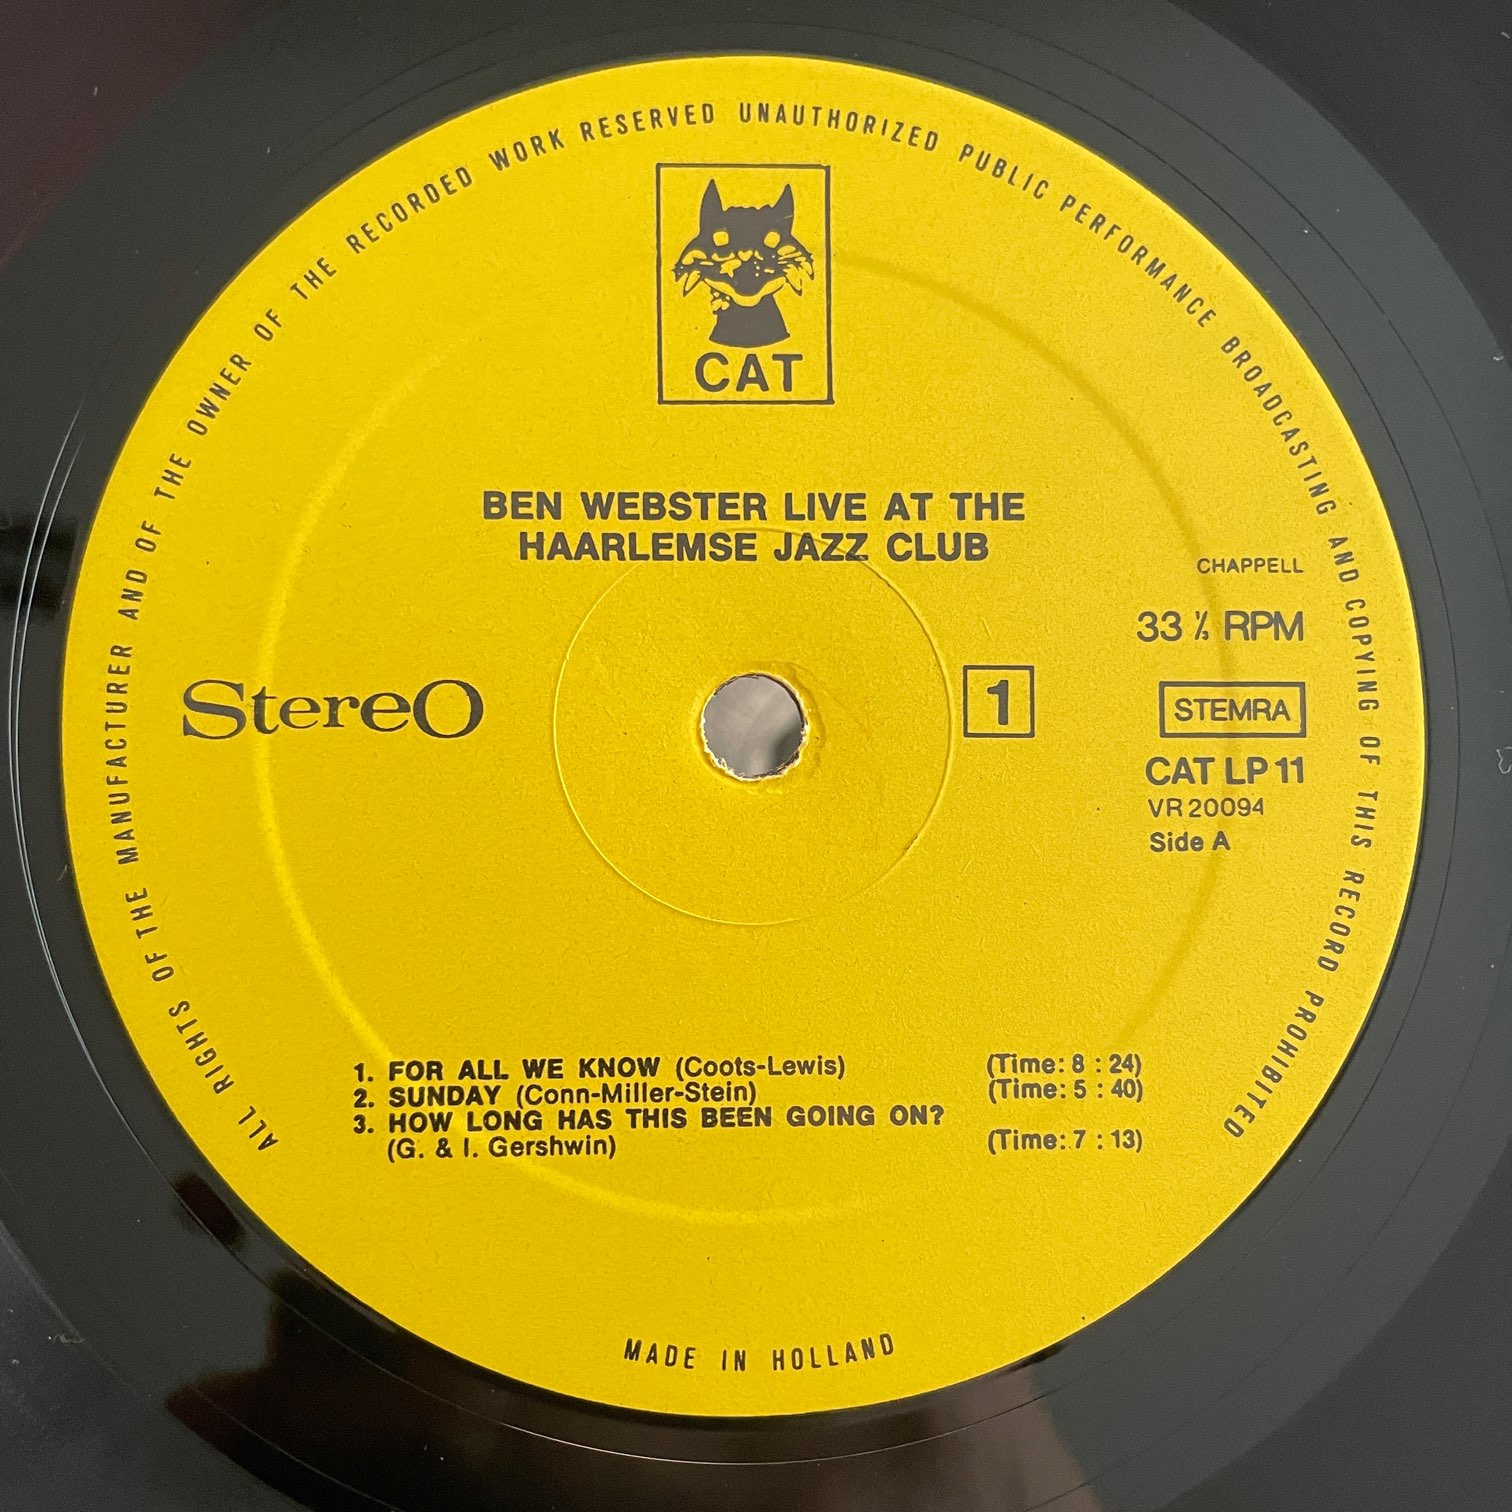 ALL RIGHTS OF THE MANUFACTURER AND OF THE OWNER OF THE RECORDED WORK RESERVED UNAUTHORIZED PUBLIC PERFORMANCE BROADCASTING AND COPYING OF THIS RECORD PROHIBITED
CAT
BEN WEBSTER LIVE AT THE
HAARLEMSE JAZZ CLUB
CHAPPELL
33 ⅓ RPM
Stereo
1
STEMRA
CAT LP 11
VR 20094
Side A
1. FOR ALL WE KNOW (Coots-Lewis) (Time: 8 : 24)
2. SUNDAY (Conn-Miller-Stein) (Time: 5 : 40)
3. HOW LONG HAS THIS BEEN GOING ON?
(G. & I. Gershwin) (Time: 7 : 13)
MADE IN HOLLAND